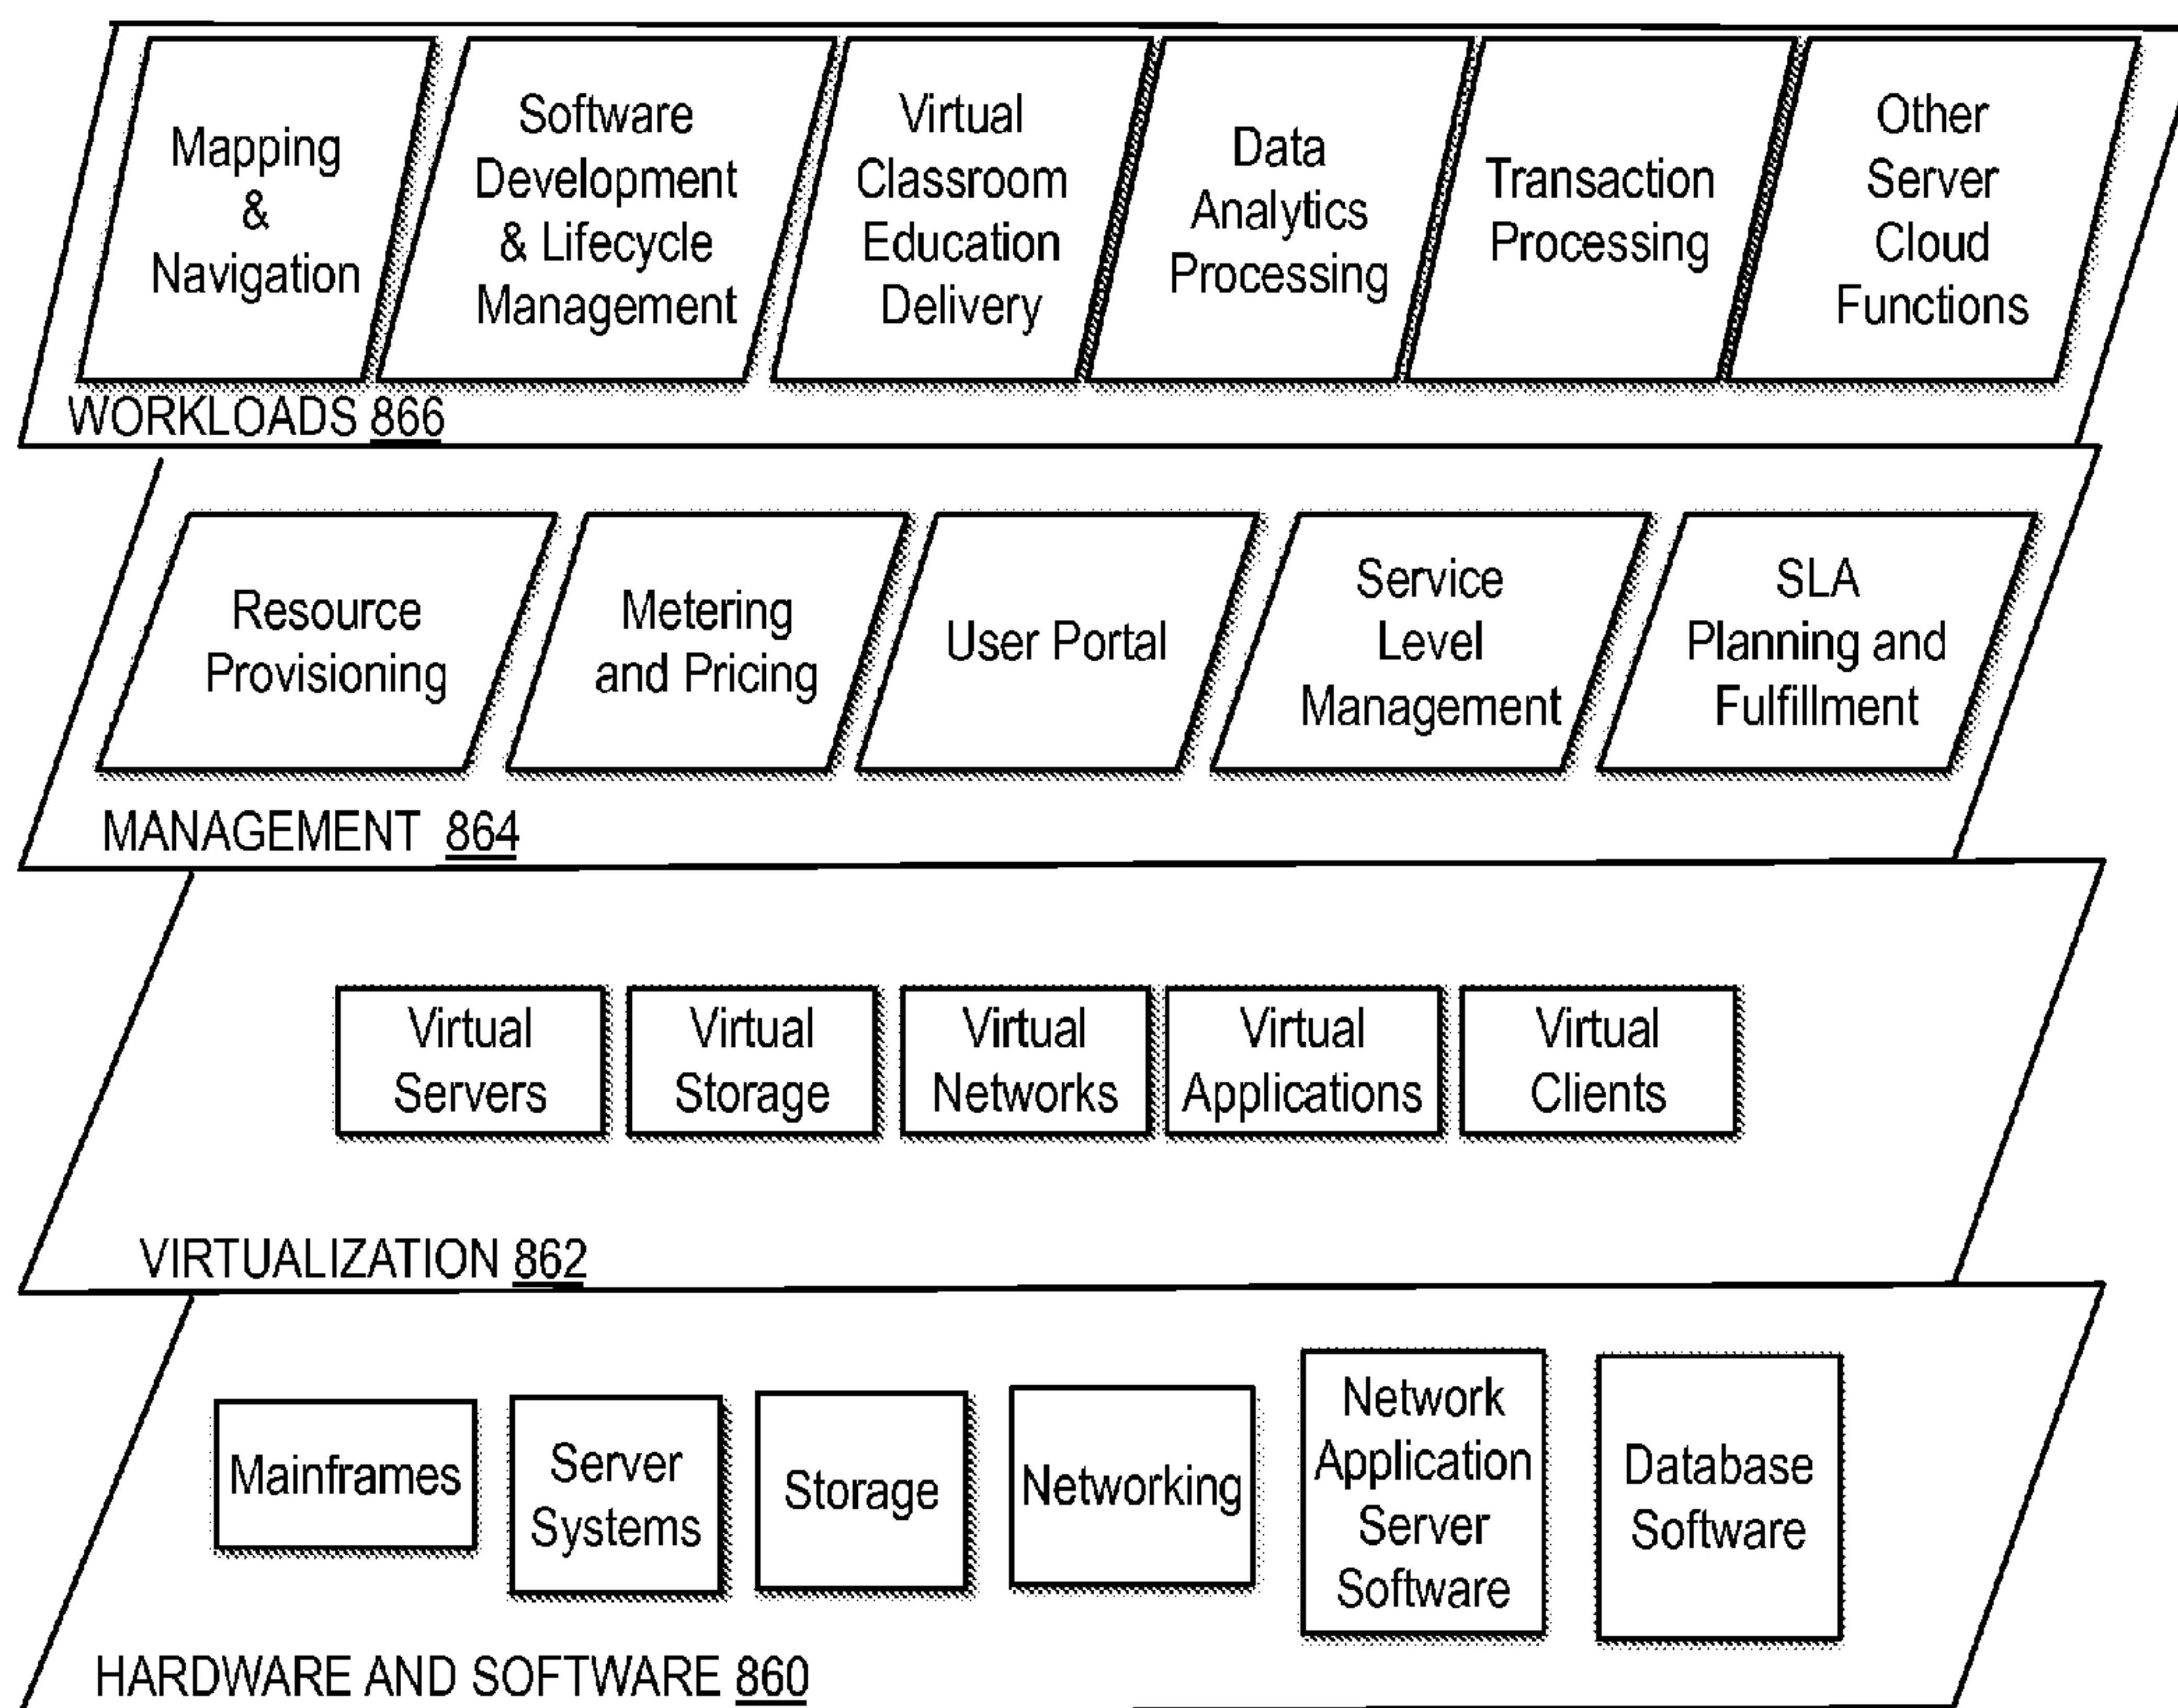 Mapping
&
Navigation
Software
Development
& Lifecycle
Management
Virtual
Classroom
Education
Delivery
Data
Analytics
Processing
Transaction
Processing
Other
Server
Cloud
Functions
WORKLOADS 866
Resource
Provisioning
Metering
and Pricing
User Portal
Service
Level
Management
SLA
Planning and
Fulfillment
MANAGEMENT 864
Virtual
Servers
Virtual
Storage
Virtual
Networks
Virtual
Applications
Virtual
Clients
VIRTUALIZATION 862
Mainframes
Server
Systems
Storage
Networking
Network
Application
Server
Software
Database
Software
HARDWARE AND SOFTWARE 860